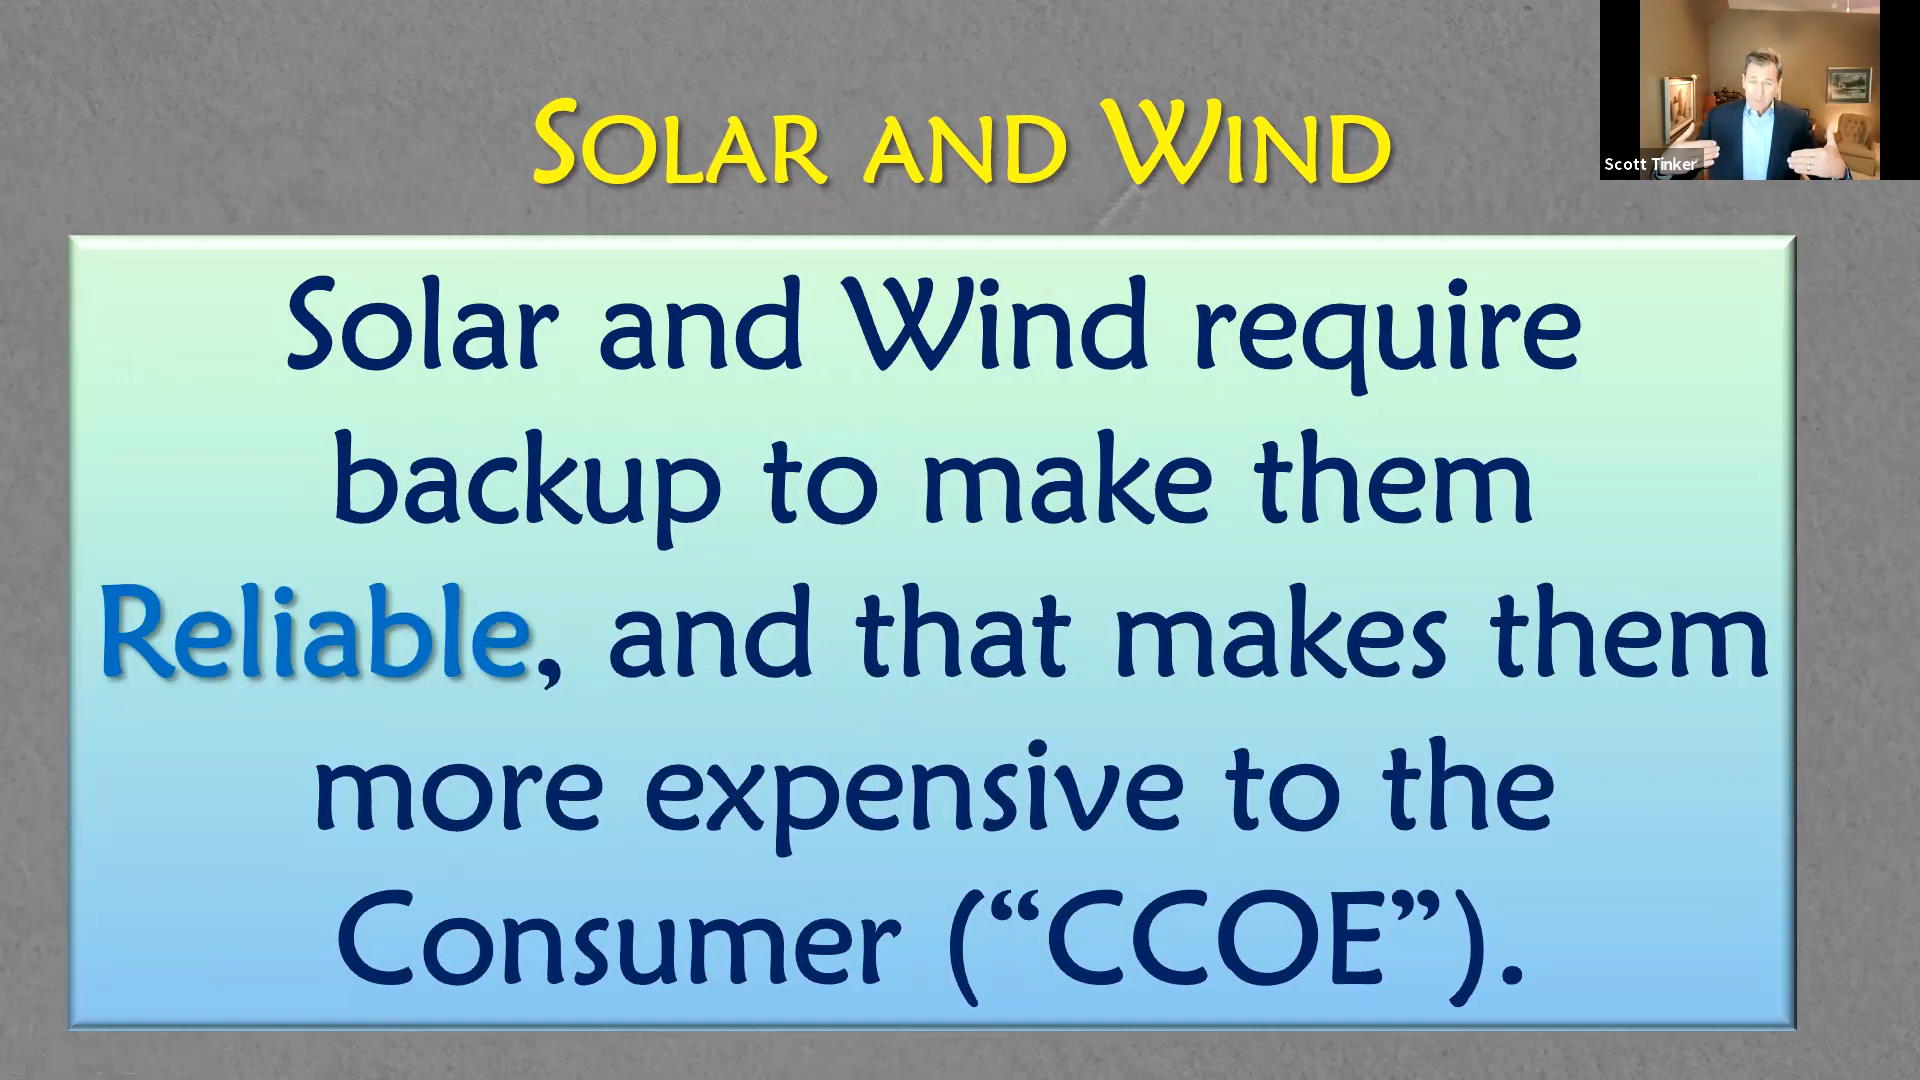 SOLAR AND WIND
Scott Tinker
Solar and Wind require
backup to make them
Reliable, and that makes them
more expensive to the
Consumer (“CCOE”).